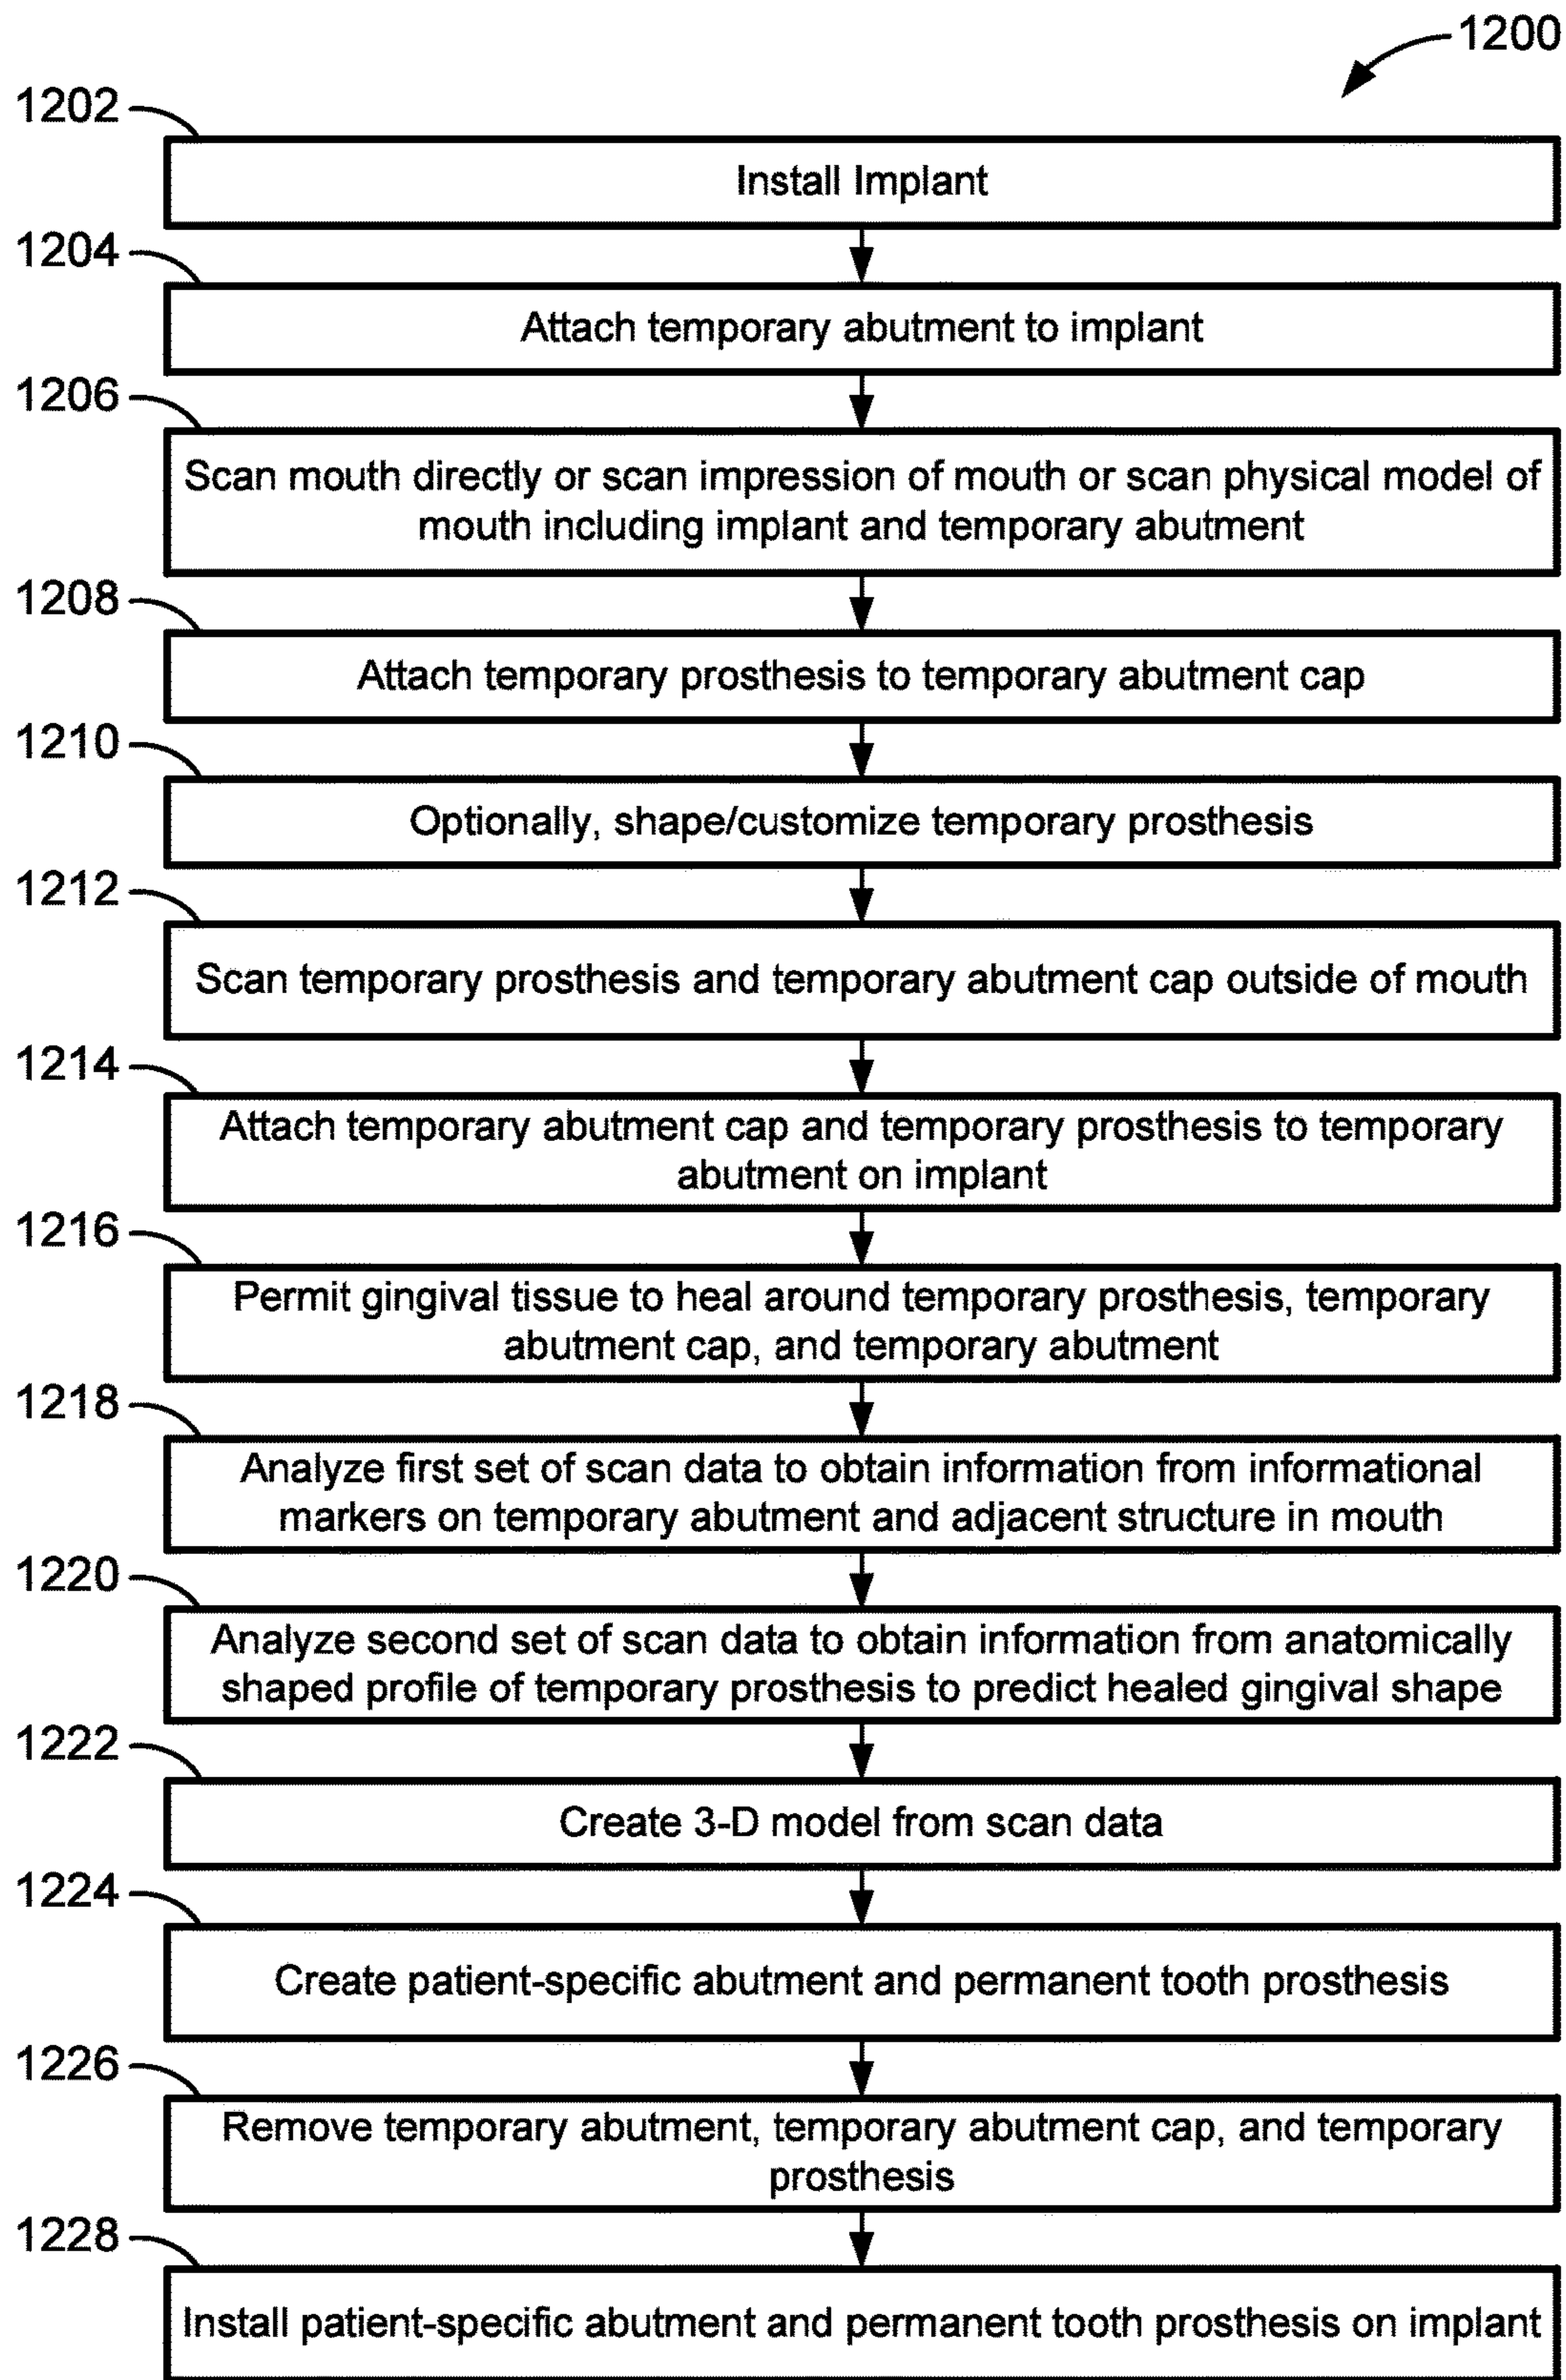 1200
1202
Install Implant
1204
Attach temporary abutment to implant
1206
Scan mouth directly or scan impression of mouth or scan physical model of
mouth including implant and temporary abutment
1208
Attach temporary prosthesis to temporary abutment cap
1210
Optionally, shape/customize temporary prosthesis
1212
Scan temporary prosthesis and temporary abutment cap outside of mouth
1214
Attach temporary abutment cap and temporary prosthesis to temporary
abutment on implant
1216
Permit gingival tissue to heal around temporary prosthesis, temporary
abutment cap, and temporary abutment
1218
Analyze first set of scan data to obtain information from informational
markers on temporary abutment and adjacent structure in mouth
1220
Analyze second set of scan data to obtain information from anatomically
shaped profile of temporary prosthesis to predict healed gingival shape
1222
Create 3-D model from scan data
1224
Create patient-specific abutment and permanent tooth prosthesis
1226
Remove temporary abutment, temporary abutment cap, and temporary
prosthesis
1228
Install patient-specific abutment and permanent tooth prosthesis on implant